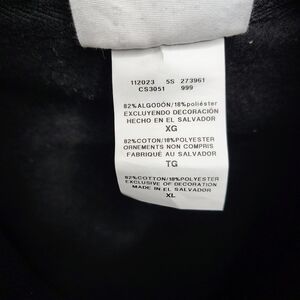 112023 5S 273961
CS3051 999
82%ALGODÓN/18%poliéster
EXCLUYENDO DECORACIÓN
HECHO EN EL SALVADOR
XG
82%COTON/18%POLYESTER
ORNEMENTS NON COMPRIS
FABRIQUÉ AU SALVADOR
TG
82%COTTON/18%POLYESTER
EXCLUSIVE OF DECORATION
MADE IN EL SALVADOR
XL